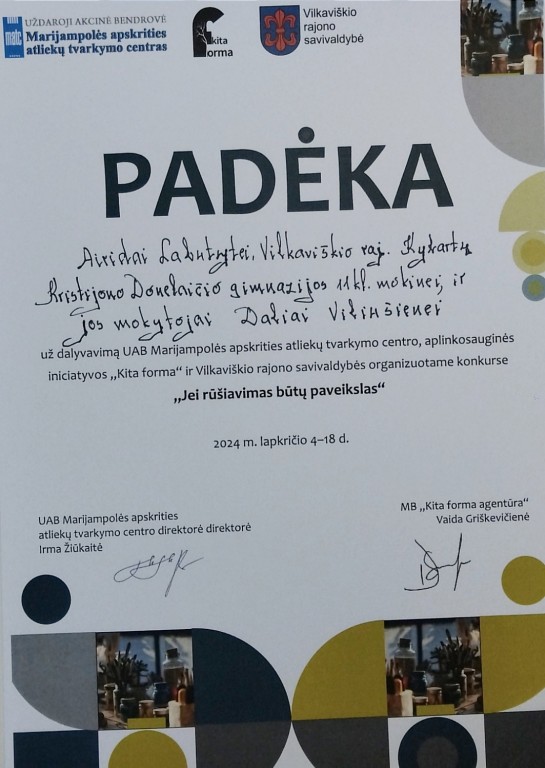 UŽDAROJI AKCINĖ BENDROVĖ
matc Marijampolės apskrities
atliekų tvarkymo centras
kita
forma
Vilkaviškio
rajono
savivaldybė
PADĖKA
Airidai Labutytei, Vilkaviškio raj. Kybartų
Kristijono Donelaičio gimnazijos 11kl. mokinei, ir
jos mokytojai Daliai Vilinšienei
už dalyvavimą UAB Marijampolės apskrities atliekų tvarkymo centro, aplinkosauginės
iniciatyvos „Kita forma“ ir Vilkaviškio rajono savivaldybės organizuotame konkurse
„Jei rūšiavimas būtų paveikslas“
2024 m. lapkričio 4–18 d.
UAB Marijampolės apskrities
atliekų tvarkymo centro direktorė direktorė
Irma Žiūkaitė
MB „Kita forma agentūra“
Vaida Griškevičienė